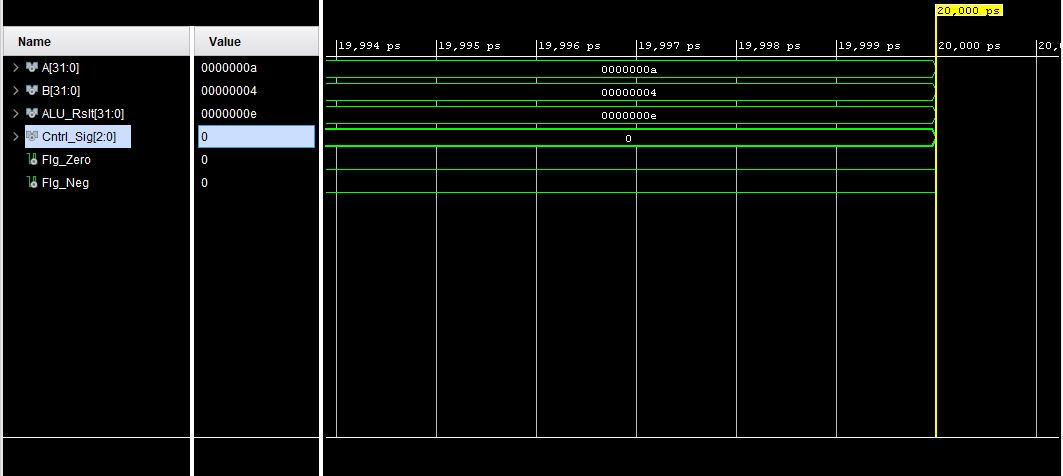 20,000 ps
Name Value
19,994 ps 19,995 ps 19,996 ps 19,997 ps 19,998 ps 19,999 ps 20,000 ps 20,0
A[31:0] 0000000a 0000000a
B[31:0] 00000004 00000004
ALU_Rslt[31:0] 0000000e 0000000e
Cntrl_Sig[2:0] 0 0
Flg_Zero 0
Flg_Neg 0